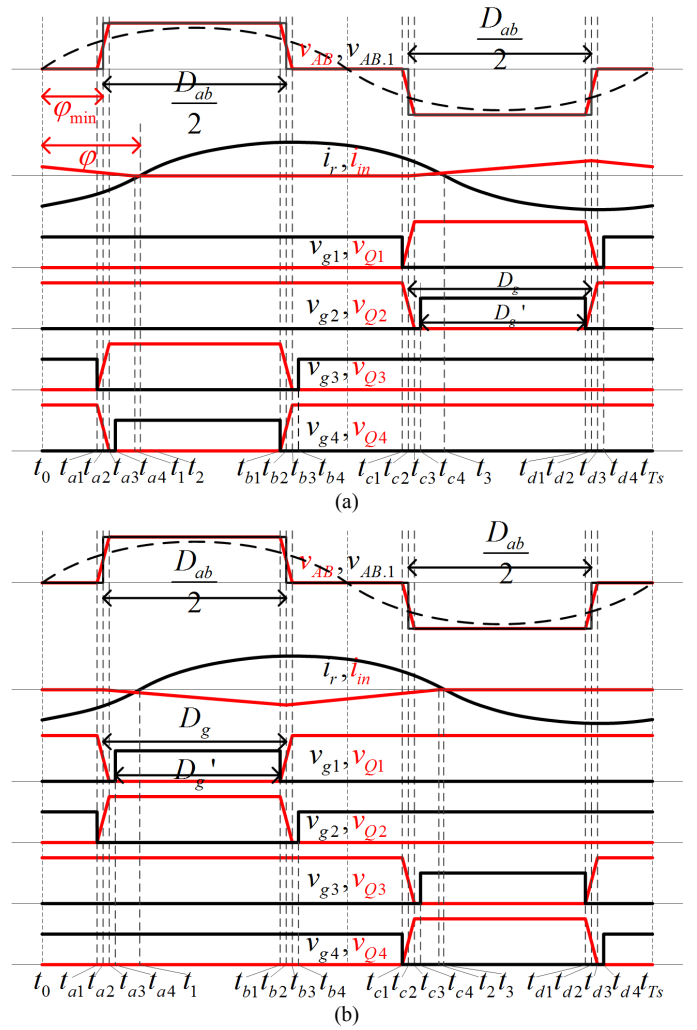 v_AB, v_AB.1
D_ab
2
D_ab
2
φ_min
φ
i_r, i_in
v_g1, v_Q1
D_g
v_g2, v_Q2
D_g'
v_g3, v_Q3
v_g4, v_Q4
t_0 t_a1 t_a2 t_a3 t_a4 t_1 t_2 t_b1 t_b2 t_b3 t_b4 t_c1 t_c2 t_c3 t_c4 t_3 t_d1 t_d2 t_d3 t_d4 t_Ts
(a)
v_AB, v_AB.1
D_ab
2
D_ab
2
i_r, i_in
D_g
D_g'
v_g1, v_Q1
v_g2, v_Q2
v_g3, v_Q3
v_g4, v_Q4
t_0 t_a1 t_a2 t_a3 t_a4 t_1 t_b1 t_b2 t_b3 t_b4 t_c1 t_c2 t_c3 t_c4 t_2 t_3 t_d1 t_d2 t_d3 t_d4 t_Ts
(b)